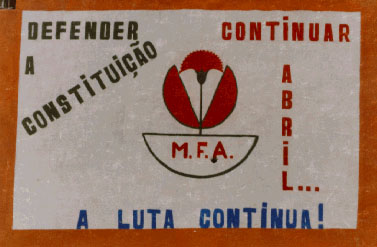 DEFENDER
A
CONSTITUIÇÃO
CONTINUAR
ABRIL...
M.F.A.
A LUTA CONTINUA!